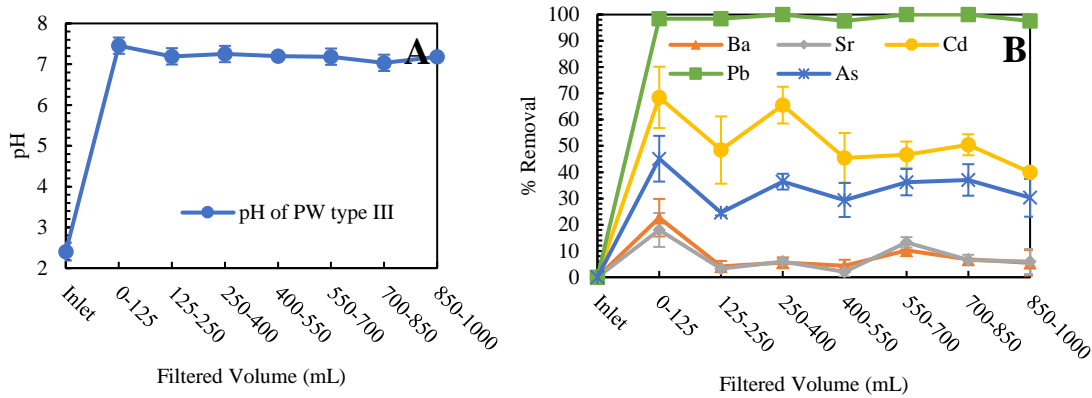 8
7
6
5
4
3
2
pH
A
pH of PW type III
Inlet
0-125
125-250
250-400
400-550
550-700
700-850
850-1000
Filtered Volume (mL)
100
90
80
70
60
50
40
30
20
10
0
% Removal
Ba Sr Cd
Pb As
B
Inlet
0-125
125-250
250-400
400-550
550-700
700-850
850-1000
Filtered Volume (mL)